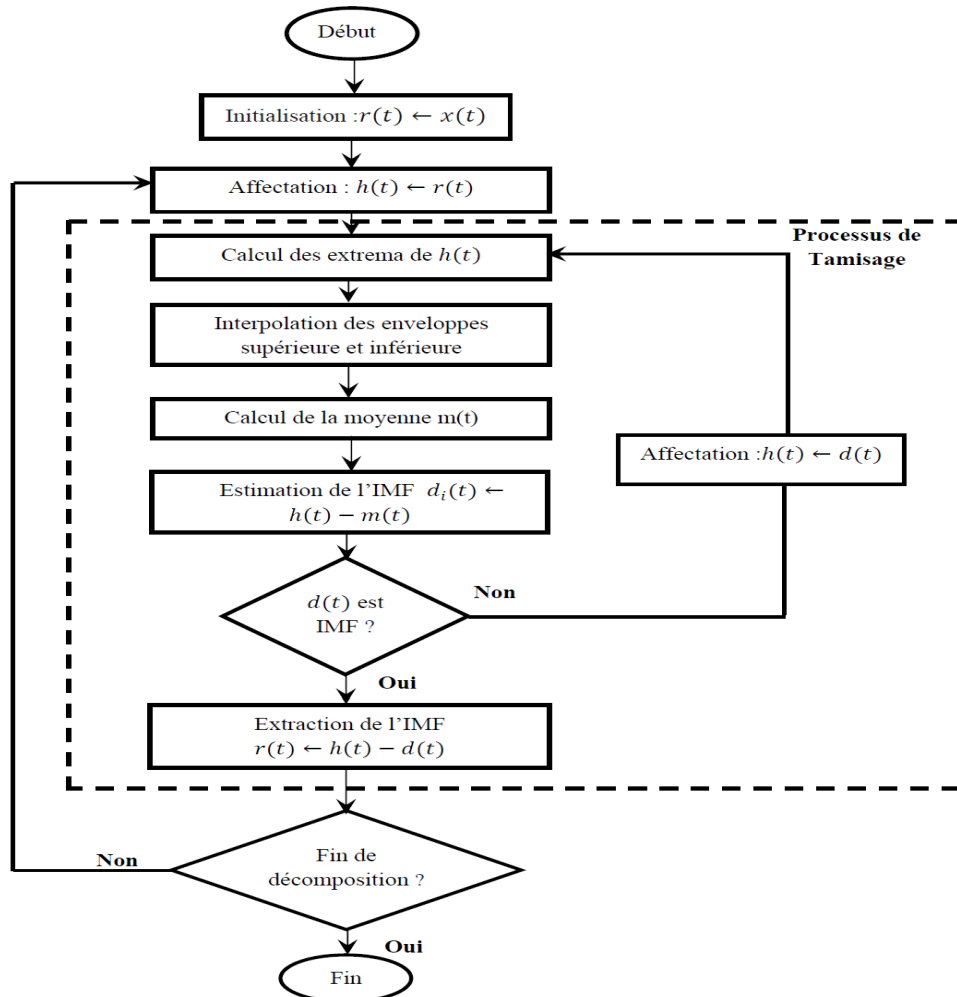 Début
Initialisation :r(t) ← x(t)
Affectation : h(t) ← r(t)
Processus de
Tamisage
Calcul des extrema de h(t)
Interpolation des enveloppes
supérieure et inférieure
Calcul de la moyenne m(t)
Affectation :h(t) ← d(t)
Estimation de l’IMF d_i(t) ←
h(t) − m(t)
Non
d(t) est
IMF ?
Oui
Extraction de l’IMF
r(t) ← h(t) − d(t)
Non
Fin de
décomposition ?
Oui
Fin